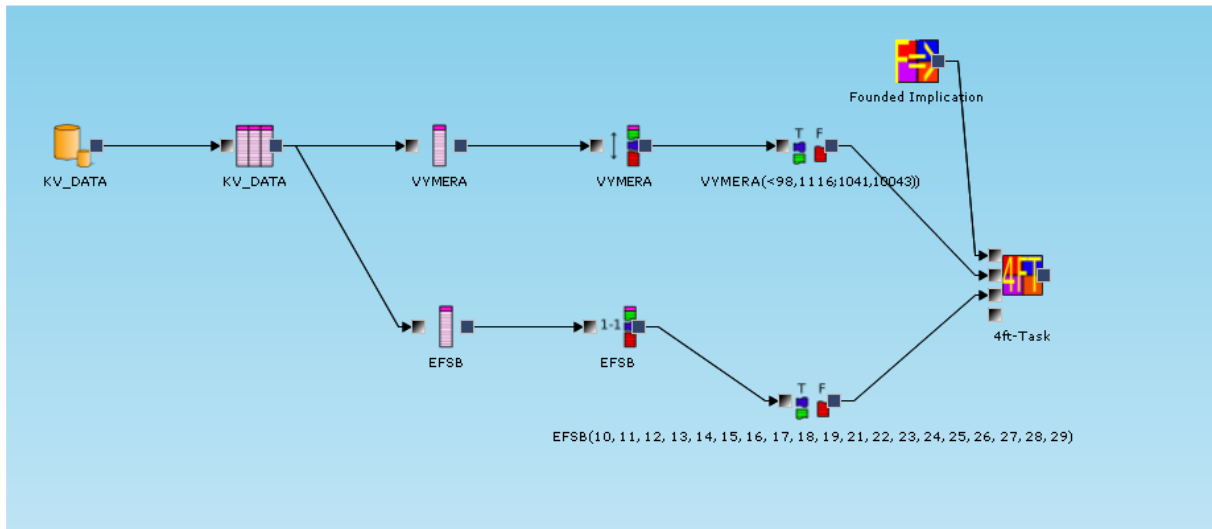 Founded Implication
KV_DATA
KV_DATA
VYMERA
VYMERA
T F
VYMERA(<98,1116;1041,10043))
4FT
4ft-Task
EFSB
1-1
EFSB
T F
EFSB(10, 11, 12, 13, 14, 15, 16, 17, 18, 19, 21, 22, 23, 24, 25, 26, 27, 28, 29)